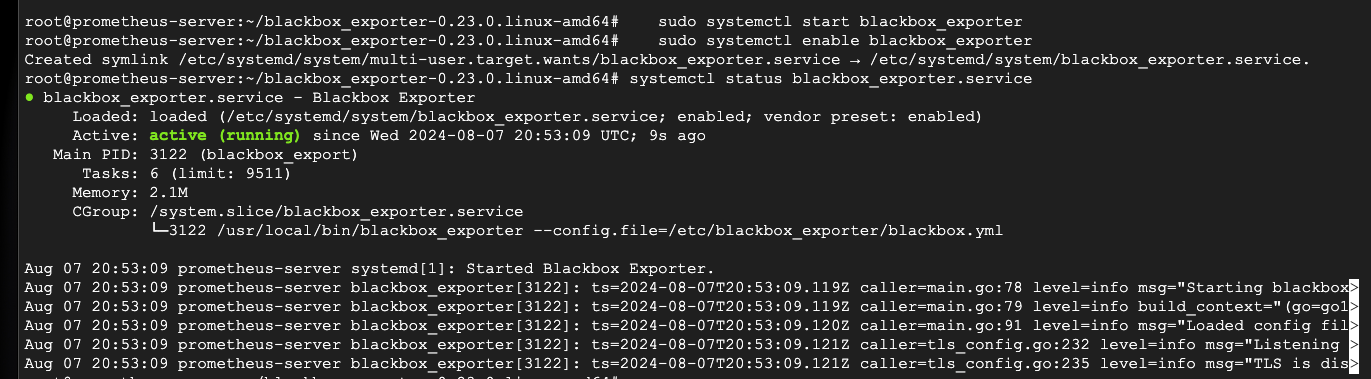 root@prometheus-server:~/blackbox_exporter-0.23.0.linux-amd64#    sudo systemctl start blackbox_exporter
root@prometheus-server:~/blackbox_exporter-0.23.0.linux-amd64#    sudo systemctl enable blackbox_exporter
Created symlink /etc/systemd/system/multi-user.target.wants/blackbox_exporter.service → /etc/systemd/system/blackbox_exporter.service.
root@prometheus-server:~/blackbox_exporter-0.23.0.linux-amd64# systemctl status blackbox_exporter.service
● blackbox_exporter.service - Blackbox Exporter
     Loaded: loaded (/etc/systemd/system/blackbox_exporter.service; enabled; vendor preset: enabled)
     Active: active (running) since Wed 2024-08-07 20:53:09 UTC; 9s ago
   Main PID: 3122 (blackbox_export)
      Tasks: 6 (limit: 9511)
     Memory: 2.1M
     CGroup: /system.slice/blackbox_exporter.service
             └─3122 /usr/local/bin/blackbox_exporter --config.file=/etc/blackbox_exporter/blackbox.yml
Aug 07 20:53:09 prometheus-server systemd[1]: Started Blackbox Exporter.
Aug 07 20:53:09 prometheus-server blackbox_exporter[3122]: ts=2024-08-07T20:53:09.119Z caller=main.go:78 level=info msg="Starting blackbox>
Aug 07 20:53:09 prometheus-server blackbox_exporter[3122]: ts=2024-08-07T20:53:09.119Z caller=main.go:79 level=info build_context="(go=go1>
Aug 07 20:53:09 prometheus-server blackbox_exporter[3122]: ts=2024-08-07T20:53:09.120Z caller=main.go:91 level=info msg="Loaded config fil>
Aug 07 20:53:09 prometheus-server blackbox_exporter[3122]: ts=2024-08-07T20:53:09.121Z caller=tls_config.go:232 level=info msg="Listening >
Aug 07 20:53:09 prometheus-server blackbox_exporter[3122]: ts=2024-08-07T20:53:09.121Z caller=tls_config.go:235 level=info msg="TLS is dis>